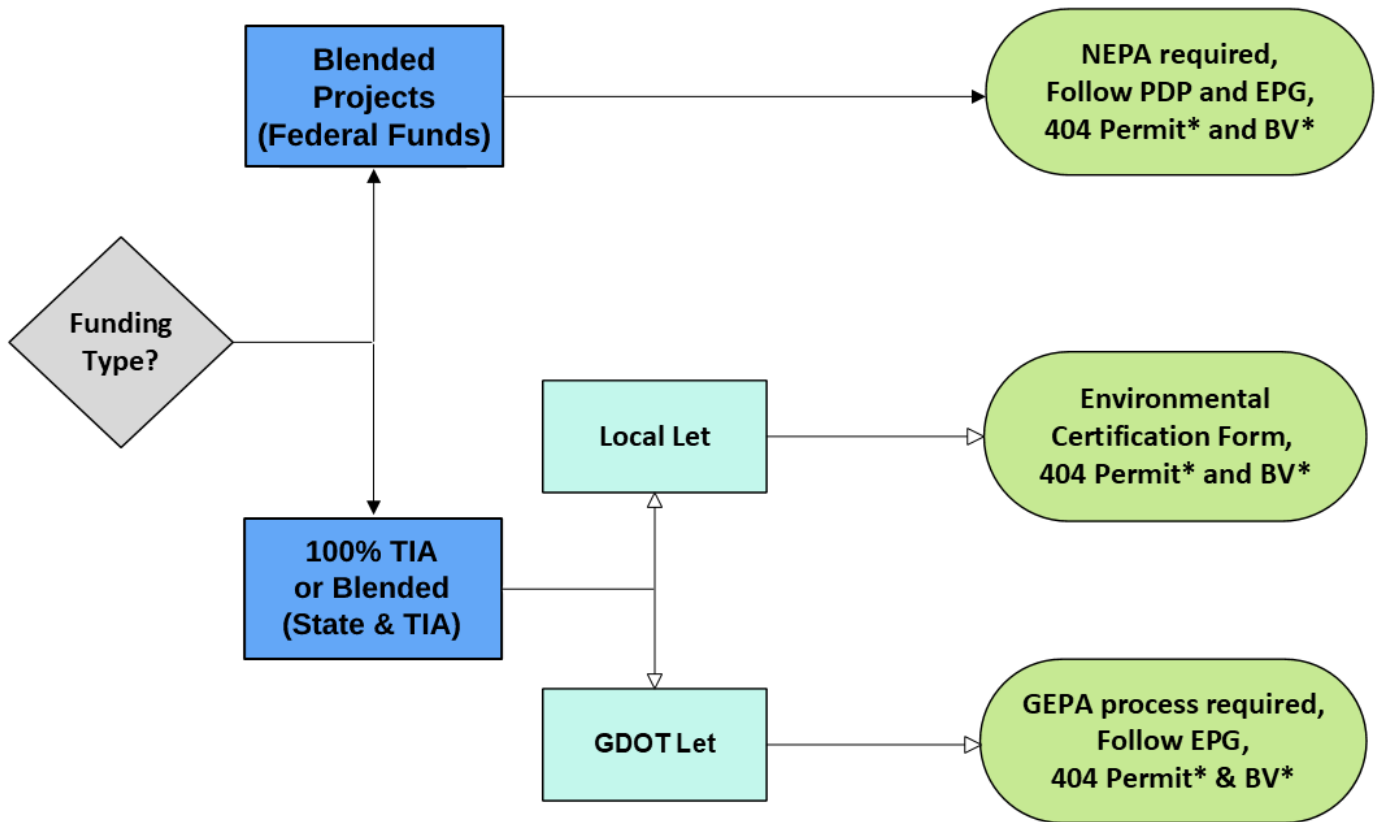 Blended
Projects
(Federal Funds)
NEPA required,
Follow PDP and EPG,
404 Permit* and BV*
Funding
Type?
Local Let
Environmental
Certification Form,
404 Permit* and BV*
100% TIA
or Blended
(State & TIA)
GDOT Let
GEPA process required,
Follow EPG,
404 Permit* & BV*